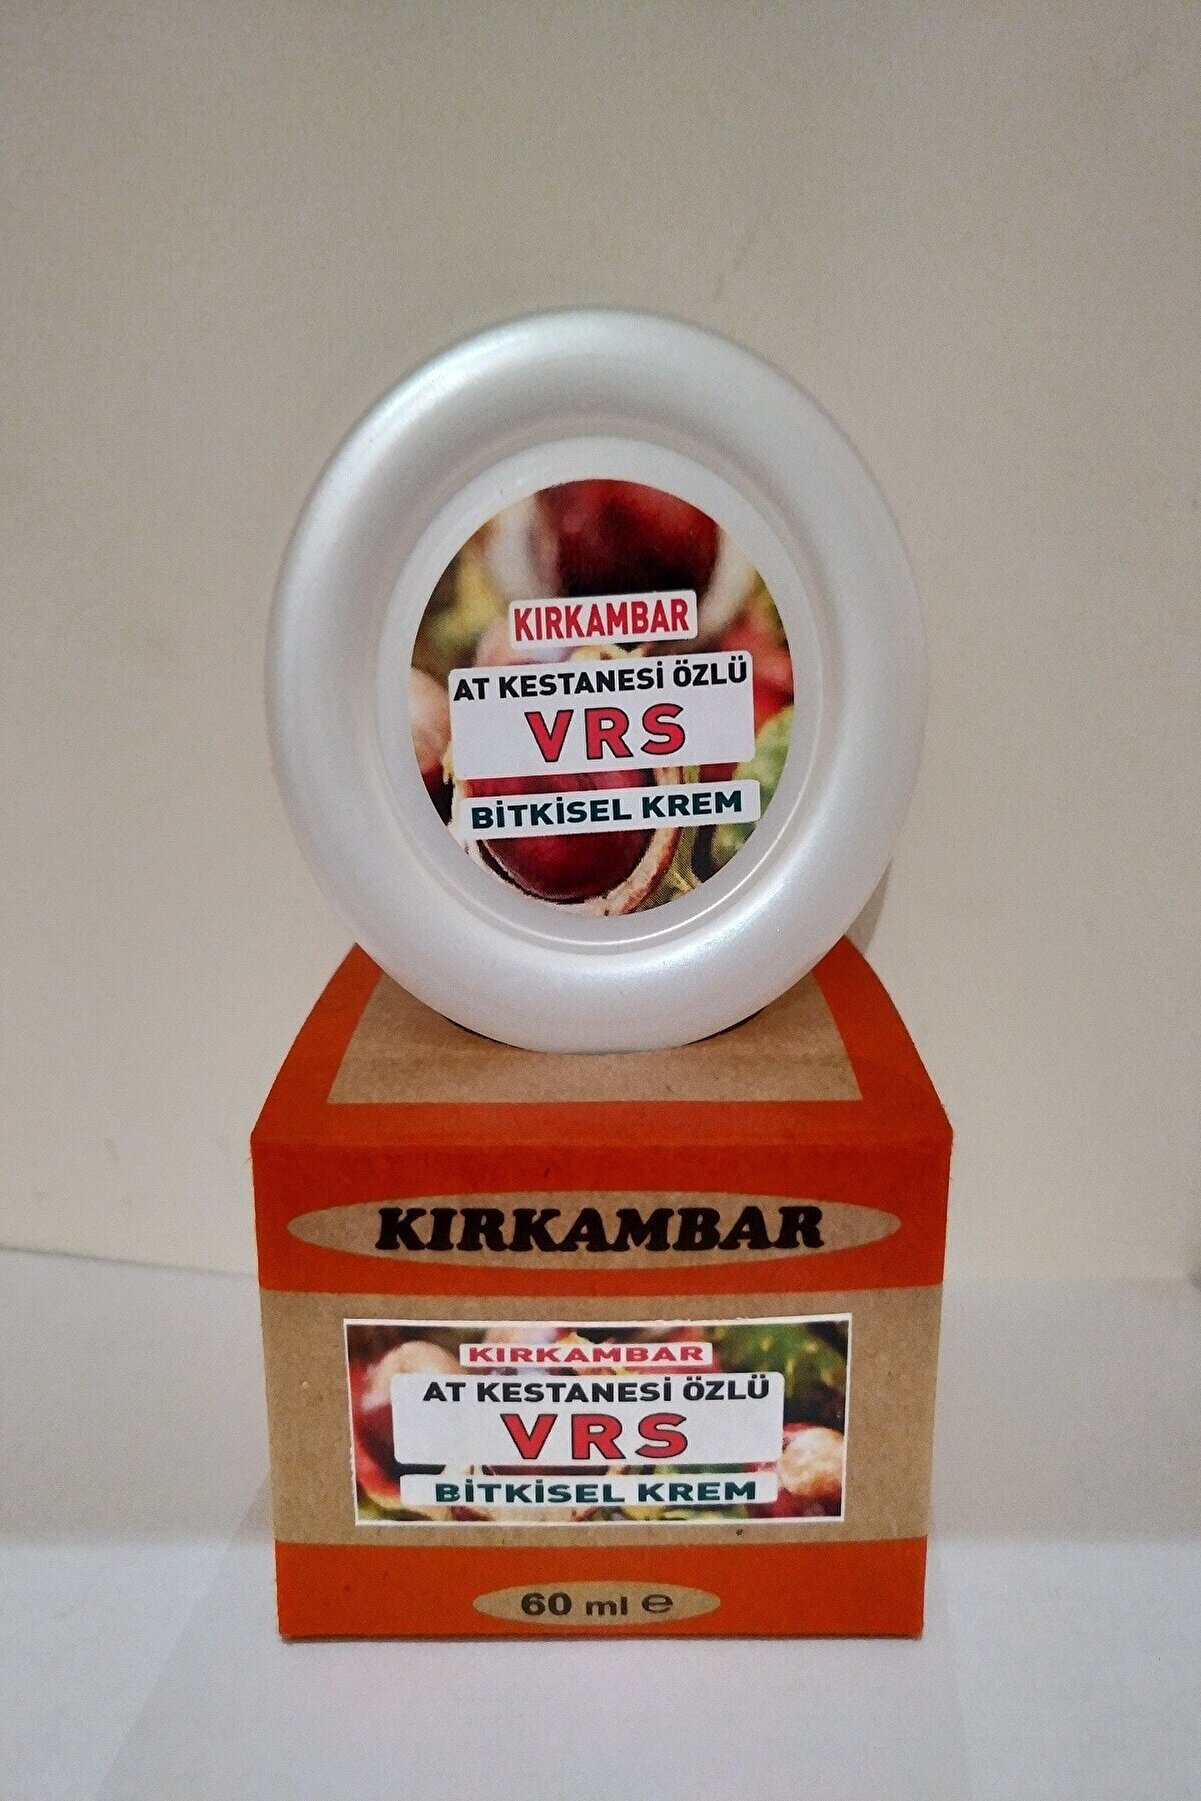 KIRKAMBAR
AT KESTANESİ ÖZLÜ
VRS
BİTKİSEL KREM
KIRKAMBAR
KIRKAMBAR
AT KESTANESİ ÖZLÜ
VRS
BİTKİSEL KREM
60 ml ℮